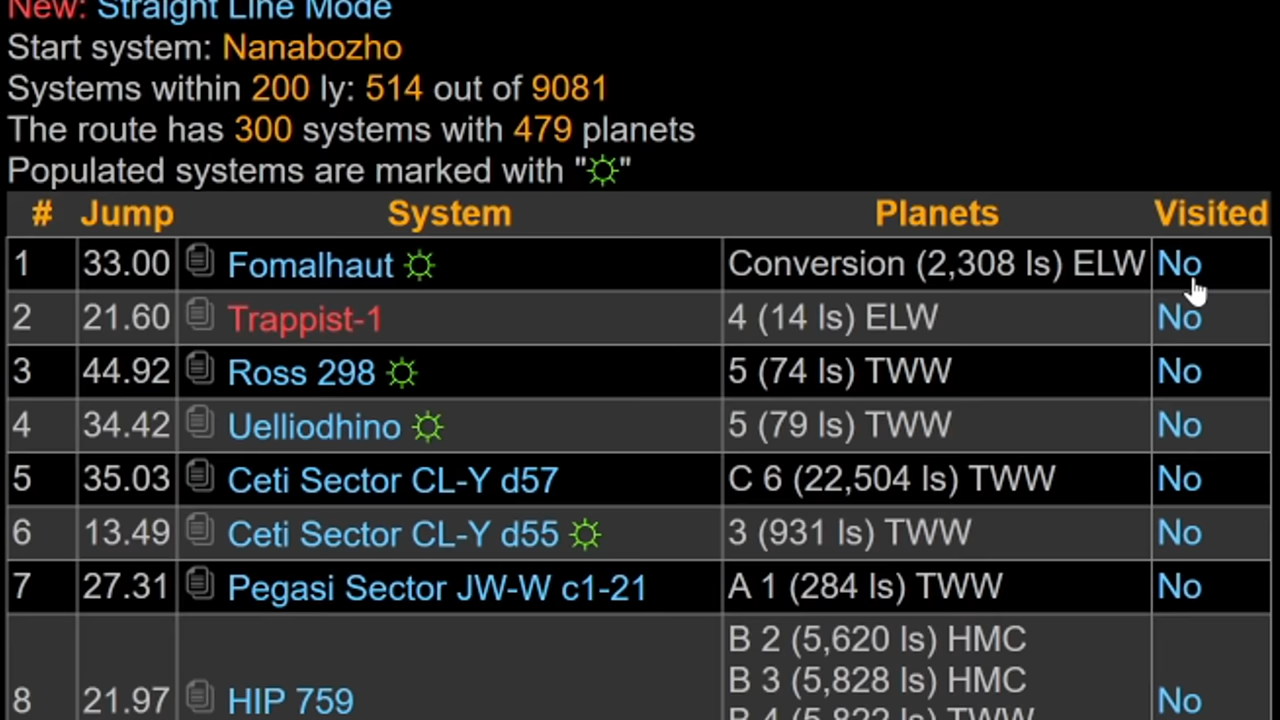 New: Straight Line Mode
Start system: Nanabozho
Systems within 200 ly: 514 out of 9081
The route has 300 systems with 479 planets
Populated systems are marked with "☼"
# Jump System Planets Visited
1 33.00 Fomalhaut ☼ Conversion (2,308 ls) ELW No
2 21.60 Trappist-1 4 (14 ls) ELW No
3 44.92 Ross 298 ☼ 5 (74 ls) TWW No
4 34.42 Uelliodhino ☼ 5 (79 ls) TWW No
5 35.03 Ceti Sector CL-Y d57 C 6 (22,504 ls) TWW No
6 13.49 Ceti Sector CL-Y d55 ☼ 3 (931 ls) TWW No
7 27.31 Pegasi Sector JW-W c1-21 A 1 (284 ls) TWW No
B 2 (5,620 ls) HMC
B 3 (5,828 ls) HMC
8 21.97 HIP 759 No
B 4 (5,822 ls) TWW